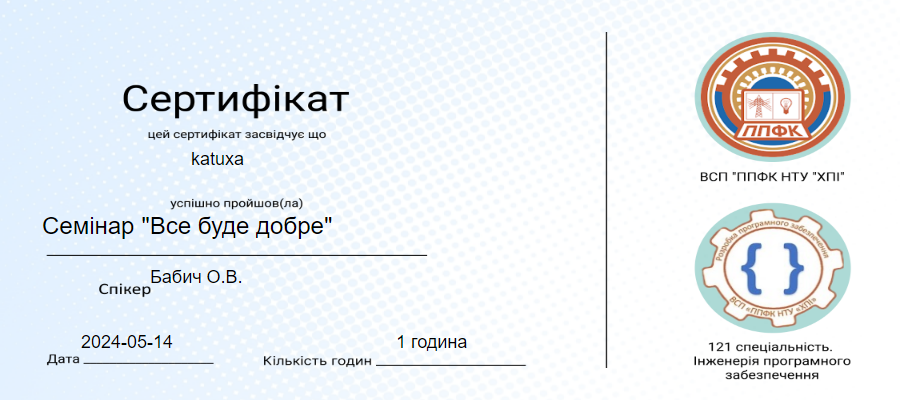 Сертифікат
цей сертифікат засвідчує що
katuxa
успішно пройшов(ла)
Семінар "Все буде добре"
Бабич О.В.
Спікер
2024-05-14
Дата
1 година
Кількість годин
ППФК
ВСП "ППФК НТУ "ХПІ"
Розробка програмного забезпечення
{ }
ВСП «ППФК НТУ «ХПІ»
121 спеціальність.
Інженерія програмного
забезпечення